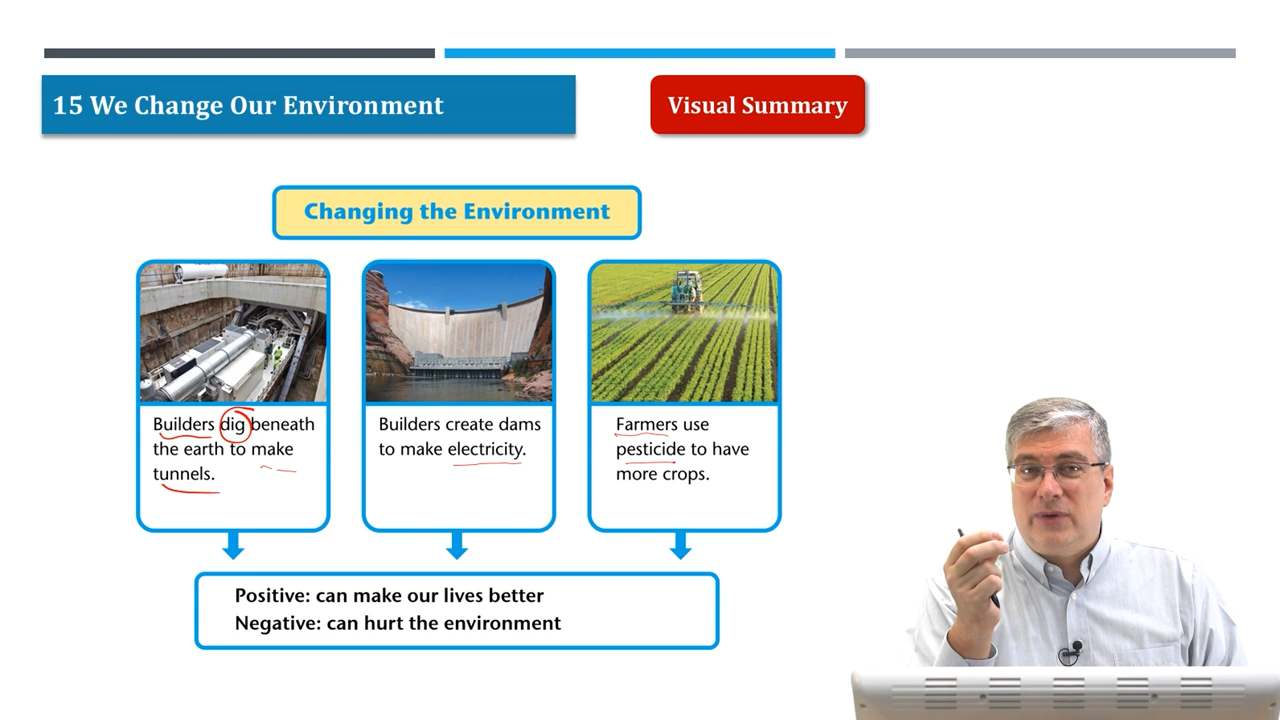 15 We Change Our Environment
Visual Summary
Changing the Environment
Builders dig beneath
the earth to make
tunnels.
Builders create dams
to make electricity.
Farmers use
pesticide to have
more crops.
Positive: can make our lives better
Negative: can hurt the environment